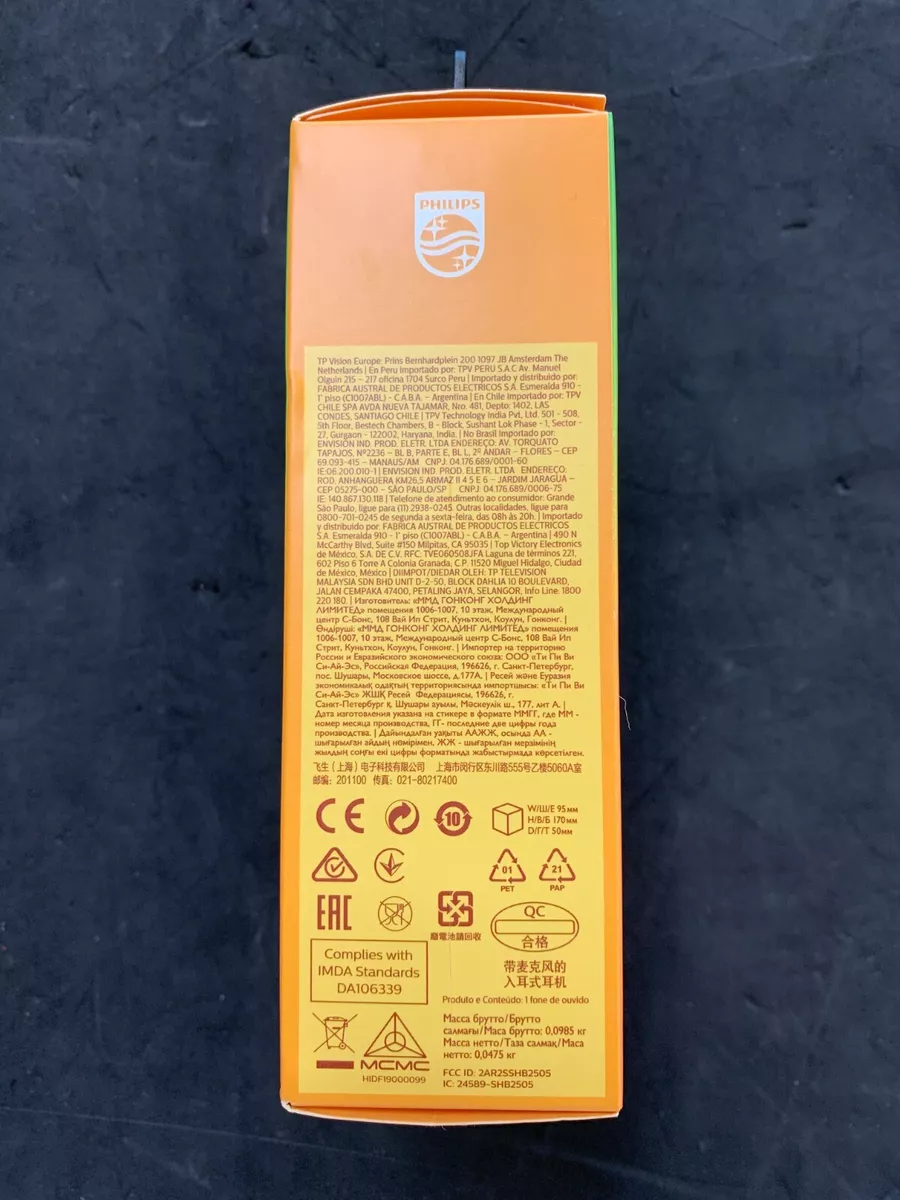 PHILIPS
TP Vision Europe: Prins Bernhardplein 200 1097 JB Amsterdam The
Netherlands | En Peru importado por: TPV PERU S.A.C Av. Manuel
Olguin 215 – 217 oficina 1704 Surco Peru | Importado y distribuido por:
FABRICA AUSTRAL DE PRODUCTOS ELECTRICOS S.A. Esmeralda 910 -
1° piso (C1007ABL) - C.A.B.A. – Argentina | En Chile importado por: TPV
CHILE SPA AVDA NUEVA TAJAMAR, Nro. 481, Depto: 1402, LAS
CONDES, SANTIAGO CHILE | TPV Technology India Pvt, Ltd. 501 - 508,
5th Floor, Bestech Chambers, B - Block, Sushant Lok Phase - 1, Sector -
27, Gurgaon - 122002, Haryana, India. | No Brasil Importado por:
ENVISION IND. PROD. ELETR. LTDA ENDEREÇO: AV. TORQUATO
TAPAJOS, Nº2236 – BL B, PARTE E, BL L, 2º ANDAR – FLORES – CEP
69.093-415 – MANAUS/AM CNPJ. 04.176.689/0001-60
IE:06.200.010-1 | ENVISION IND. PROD. ELETR. LTDA ENDEREÇO:
ROD. ANHANGUERA KM26,5 ARMAZ II 4 5 E 6 – JARDIM JARAGUA –
CEP 05275-000 – SÃO PAULO/SP | CNPJ: 04.176.689/0006-75
IE: 140.867.130.118 | Telefone de atendimento ao consumidor: Grande
São Paulo, ligue para (11) 2938-0245 Outras localidades, ligue para
0800-701-0245 de segunda a sexta-feira, das 08h às 20h. | Importado
y distribuido por: FABRICA AUSTRAL DE PRODUCTOS ELECTRICOS
S.A. Esmeralda 910 - 1° piso (C1007ABL) - C.A.B.A. – Argentina | 490 N
McCarthy Blvd, Suite #150 Milpitas, CA 95035 | Top Victory Electronics
de México, S.A. DE C.V. RFC: TVE060508JFA Laguna de términos 221,
602 Piso 6 Torre A Colonia Granada, C.P. 11520 Miguel Hidalgo, Ciudad
de México, México | DIIMPOT/DIEDAR OLEH: TP TELEVISION
MALAYSIA SDN BHD UNIT D-2-50, BLOCK DAHLIA 10 BOULEVARD,
JALAN CEMPAKA 47400, PETALING JAYA, SELANGOR, Info Line: 1800
220 180. | Изготовитель: «ММД ГОНКОНГ ХОЛДИНГ
ЛИМИТЕД» помещения 1006-1007, 10 этаж, Международный
центр С-Бонс, 108 Вай Ип Стрит, Куньтхон, Коулун, Гонконг. |
Өндіруші: «ММД ГОНКОНГ ХОЛДИНГ ЛИМИТЕД» помещения
1006-1007, 10 этаж, Международный центр С-Бонс, 108 Вай Ип
Стрит, Куньтхон, Коулун, Гонконг. | Импортер на территорию
России и Евразийского экономического союза: ООО «Ти Пи Ви
Си-Ай-Эс», Российская Федерация, 196626, г. Санкт-Петербург,
пос. Шушары, Московское шоссе, д.177А. | Ресей және Еуразия
экономикалық одақтың территориясында импортшысы: «Ти Пи Ви
Си-Ай-Эс» ЖШҚ Ресей Федерациясы, 196626, г.
Санкт-Петербург қ. Шушары ауылы, Мәскеулік ш., 177, лит А. |
Дата изготовления указана на стикере в формате ММГГ, где ММ -
номер месяца производства, ГГ- последние две цифры года
производства. | Дайындалған уақыты ААЖЖ, осында АА -
шығарылған айдың нөмірімен, ЖЖ - шығарылған мерзімінің
жылдың соңғы екі цифры форматында жабыстырмада көрсетілген.
飞生（上海）电子科技有限公司 上海市闵行区东川路555号乙楼5060A室
邮编：201100 传真：021-80217400
CE
10
W/Ш/Е 95 мм
H/В/Б 170 мм
D/Г/Т 50мм
01
PET
21
PAP
EAC
廢電池請回收
QC
合格
Complies with
IMDA Standards
DA106339
带麦克风的
入耳式耳机
Produto e Conteúdo: 1 fone de ouvido
MCMC
HIDF19000099
Масса брутто/Брутто
салмағы/Маса брутто: 0,0985 кг
Масса нетто/Таза салмақ/Маса
нетто: 0,0475 кг
FCC ID: 2AR2SSHB2505
IC: 24589-SHB2505